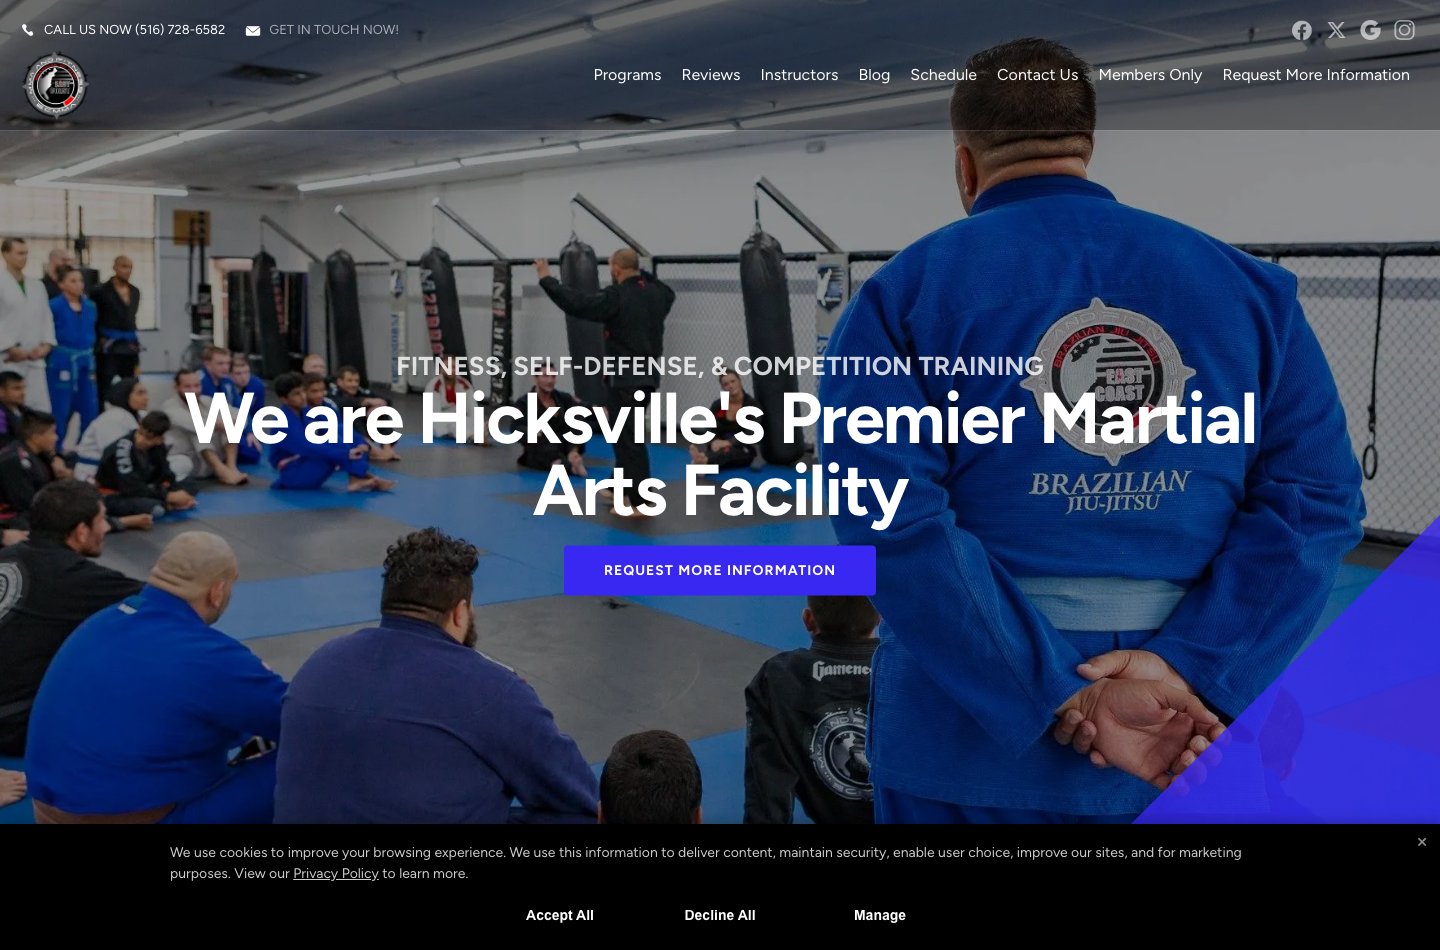 CALL US NOW (516) 728-6582
GET IN TOUCH NOW!
Programs Reviews Instructors Blog Schedule Contact Us Members Only Request More Information
FITNESS, SELF-DEFENSE, & COMPETITION TRAINING
We are Hicksville's Premier Martial
Arts Facility
REQUEST MORE INFORMATION
BRAZILIAN JIU-JITSU
EAST
COAST
BRAZILIAN
JIU-JITSU
We use cookies to improve your browsing experience. We use this information to deliver content, maintain security, enable user choice, improve our sites, and for marketing
purposes. View our Privacy Policy to learn more.
Accept All Decline All Manage